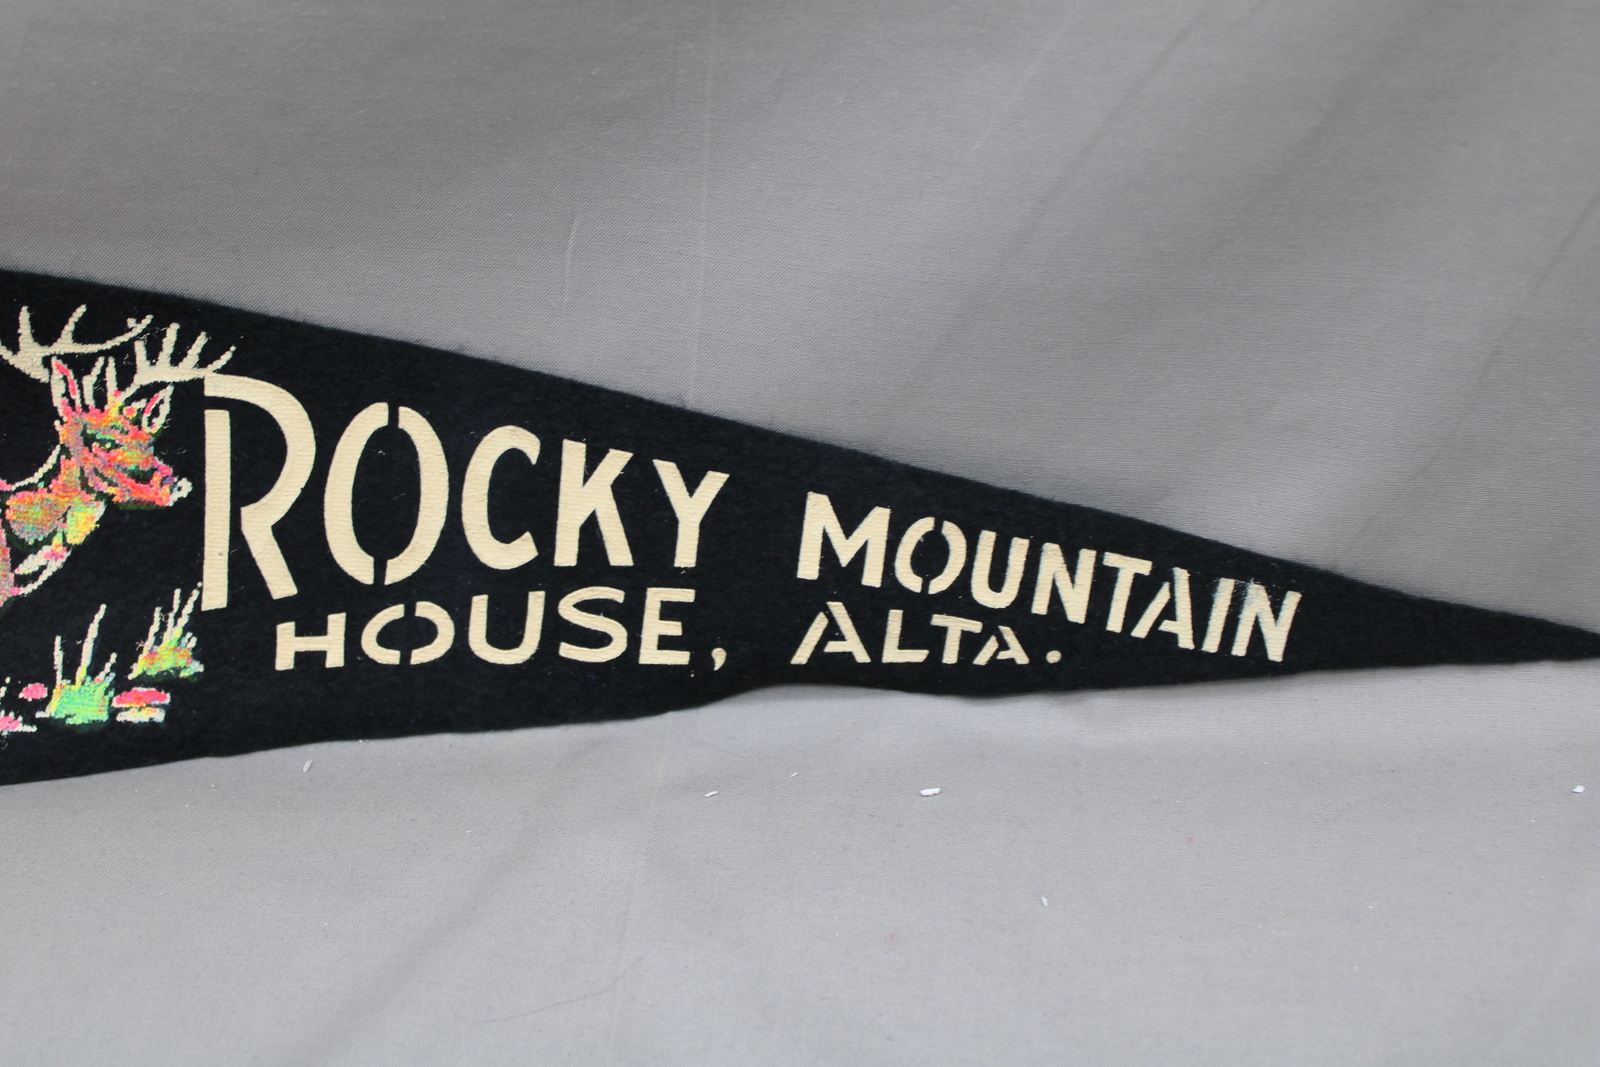 ROCKY MOUNTAIN
HOUSE, ALTA.